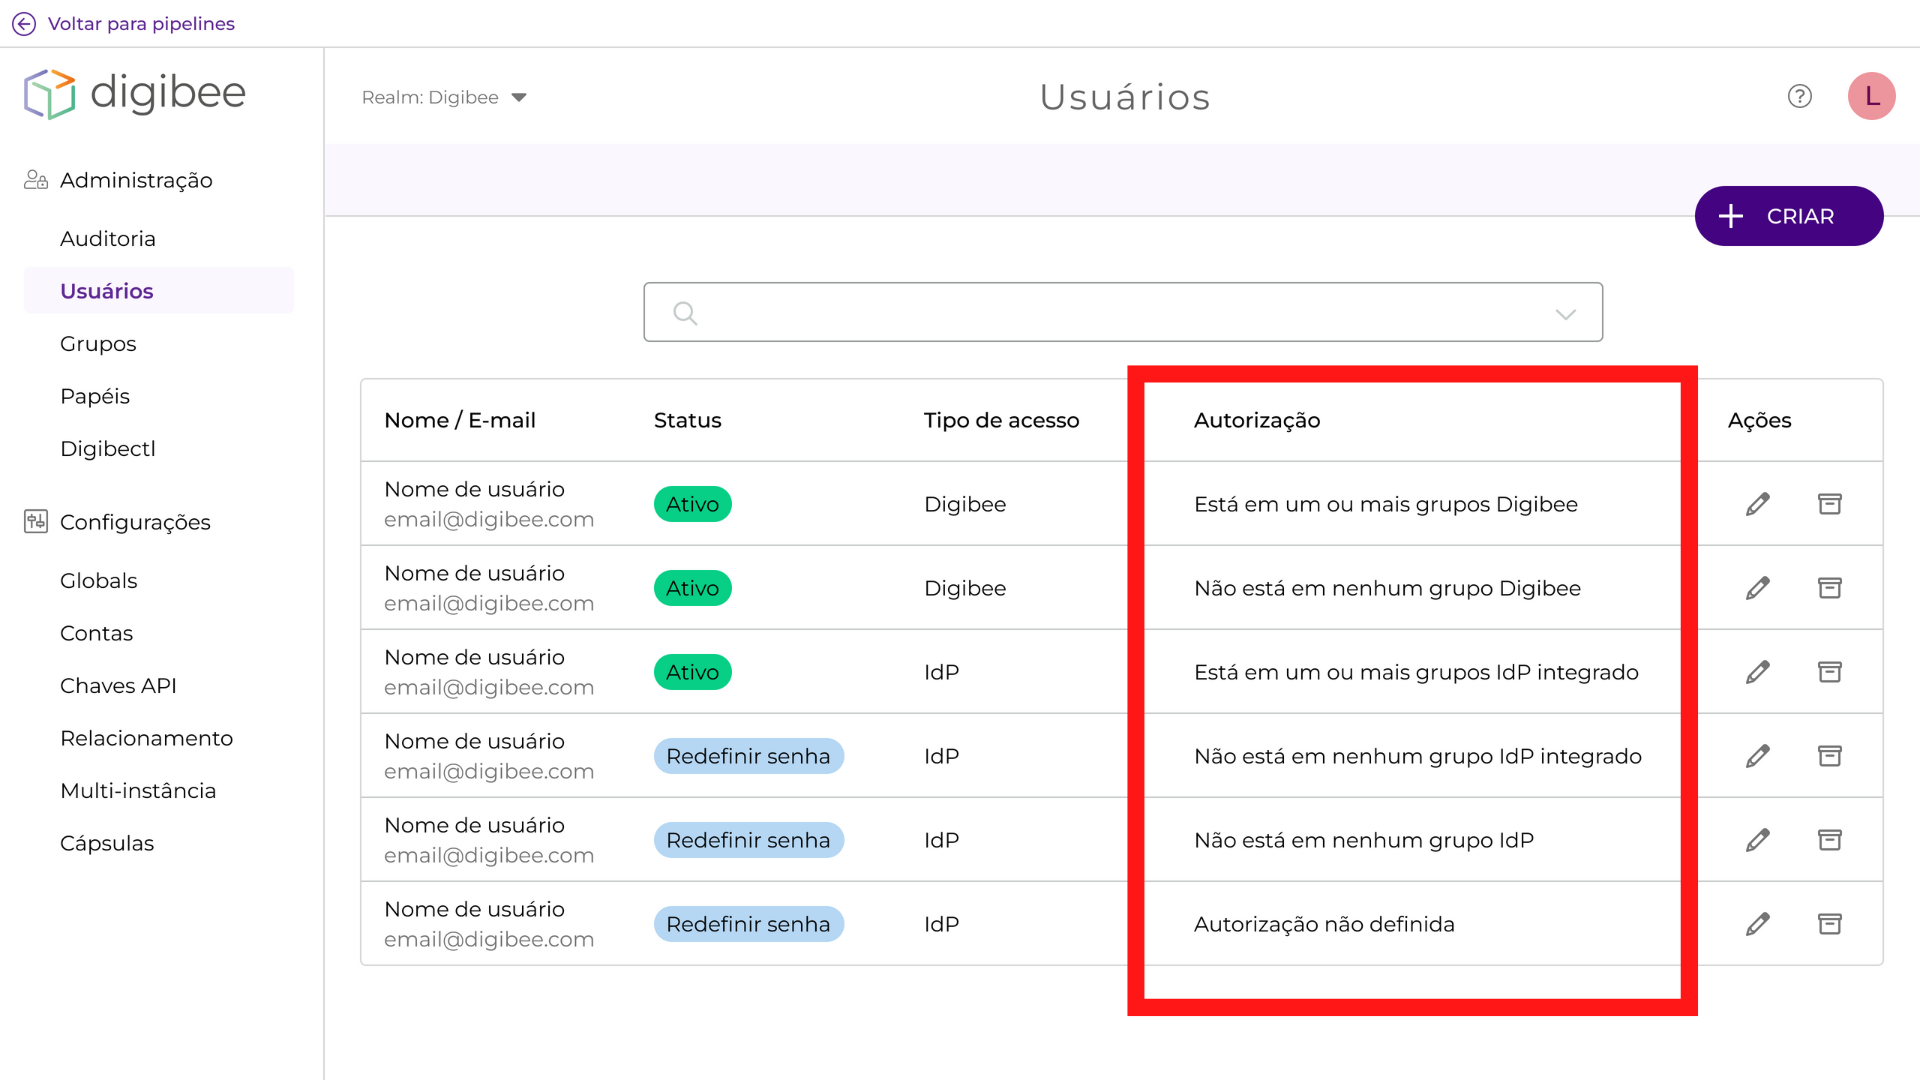 Voltar para pipelines
digibee
Realm: Digibee
Usuários
?
L
Administração
Auditoria
Usuários
Grupos
Papéis
Digibectl
Configurações
Globals
Contas
Chaves API
Relacionamento
Multi-instância
Cápsulas
CRIAR
Nome / E-mail Status Tipo de acesso Autorização Ações
Nome de usuário
email@digibee.com
Ativo Digibee Está em um ou mais grupos Digibee
Nome de usuário
email@digibee.com
Ativo Digibee Não está em nenhum grupo Digibee
Nome de usuário
email@digibee.com
Ativo IdP Está em um ou mais grupos IdP integrado
Nome de usuário
email@digibee.com
Redefinir senha IdP Não está em nenhum grupo IdP integrado
Nome de usuário
email@digibee.com
Redefinir senha IdP Não está em nenhum grupo IdP
Nome de usuário
email@digibee.com
Redefinir senha IdP Autorização não definida